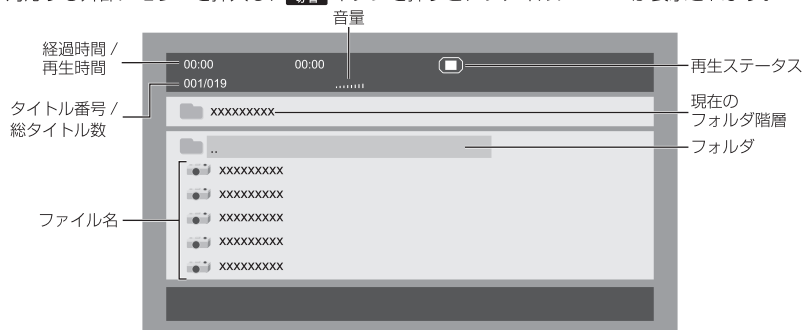 音量
経過時間 /
再生時間
00:00
00:00
再生ステータス
001/019
タイトル番号 /
総タイトル数
xxxxxxxxx
現在の
フォルダ階層
..
フォルダ
xxxxxxxxx
xxxxxxxxx
ファイル名
xxxxxxxxx
xxxxxxxxx
xxxxxxxxx